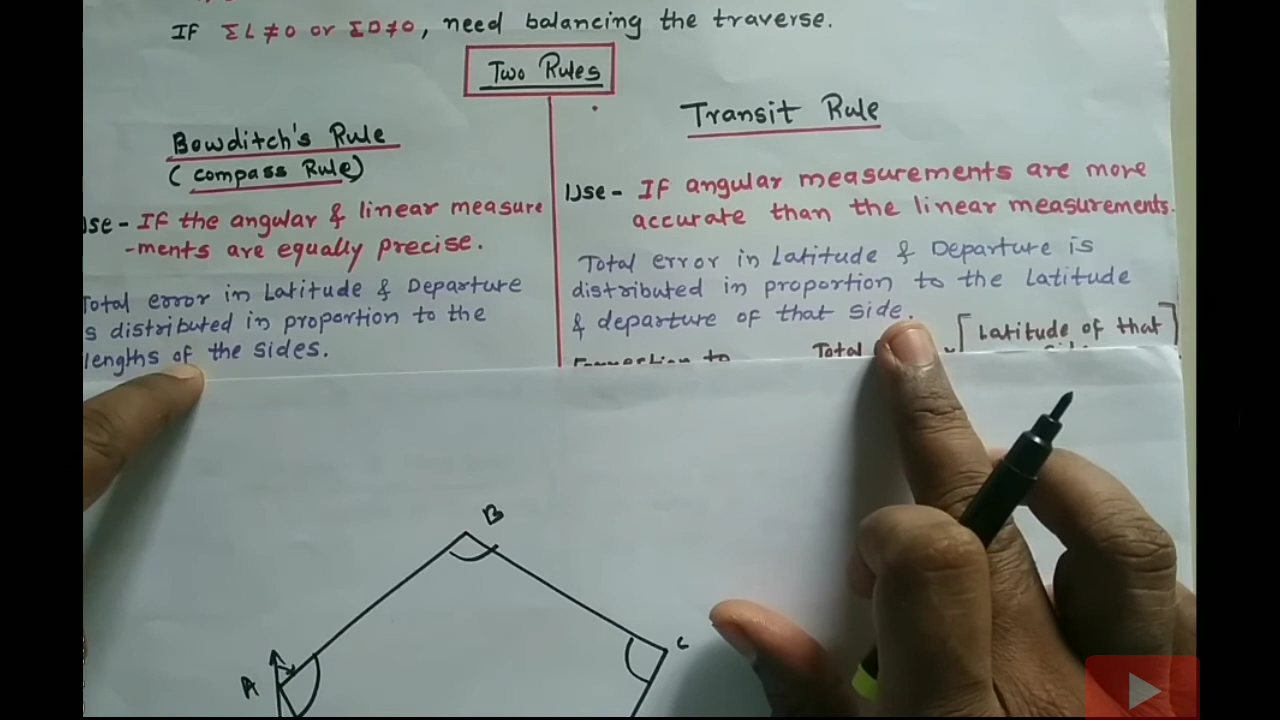 IF ΣL≠0 or ΣD≠0, need balancing the traverse.
Two Rules
Bowditch's Rule
(Compass Rule)
Use - If the angular & linear measure
-ments are equally precise.
Total error in Latitude & Departure
is distributed in proportion to the
lengths of the sides.
Transit Rule
Use - IF angular measurements are more
accurate than the linear measurements.
Total error in Latitude & Departure is
distributed in proportion to the Latitude
& departure of that side.
Total [Latitude of that]
B
C
A